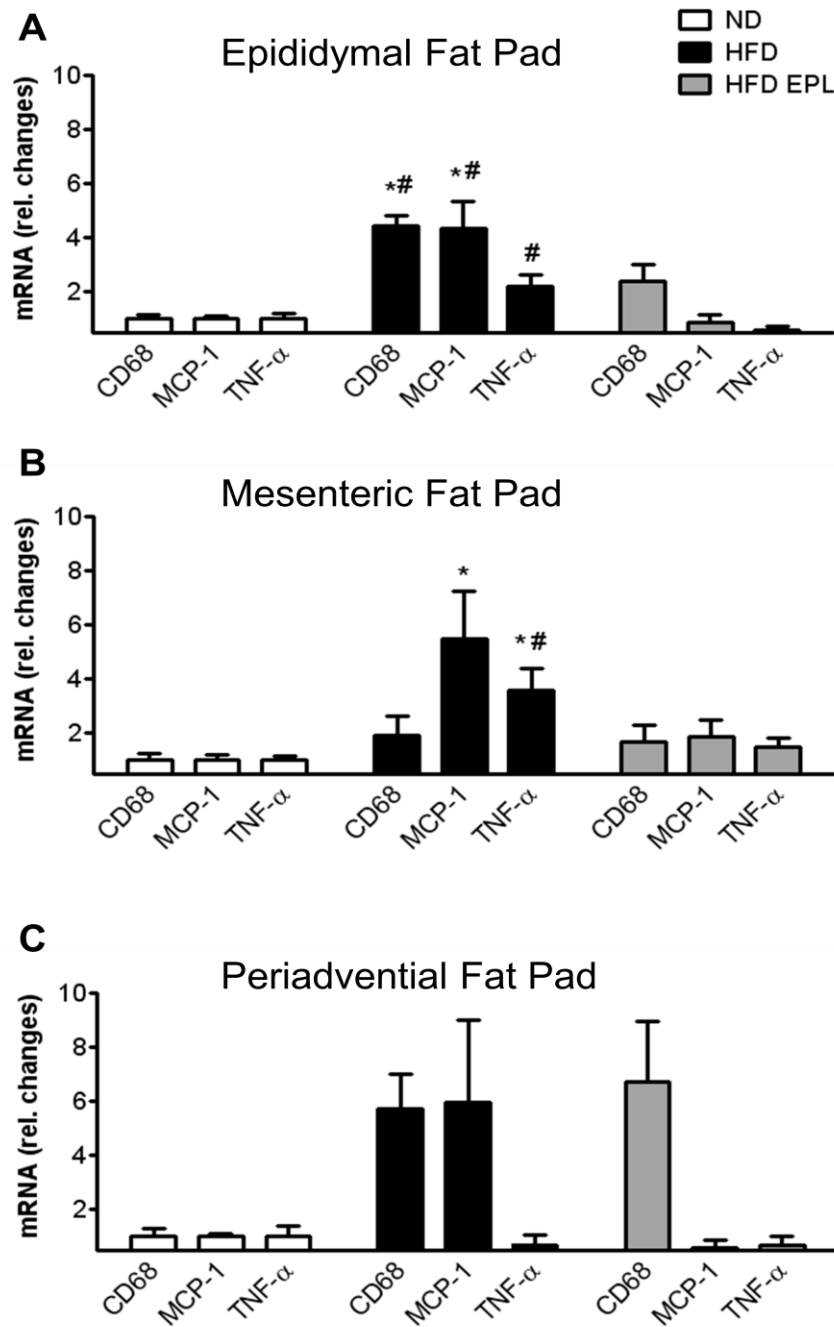 A
Epididymal Fat Pad
ND
HFD
HFD EPL
mRNA (rel. changes)
10
8
6
4
2
*#
*#
#
CD68
MCP-1
TNF-α
CD68
MCP-1
TNF-α
CD68
MCP-1
TNF-α
B
Mesenteric Fat Pad
mRNA (rel. changes)
10
8
6
4
2
*
*#
CD68
MCP-1
TNF-α
CD68
MCP-1
TNF-α
CD68
MCP-1
TNF-α
C
Periadvential Fat Pad
mRNA (rel. changes)
10
8
6
4
2
CD68
MCP-1
TNF-α
CD68
MCP-1
TNF-α
CD68
MCP-1
TNF-α